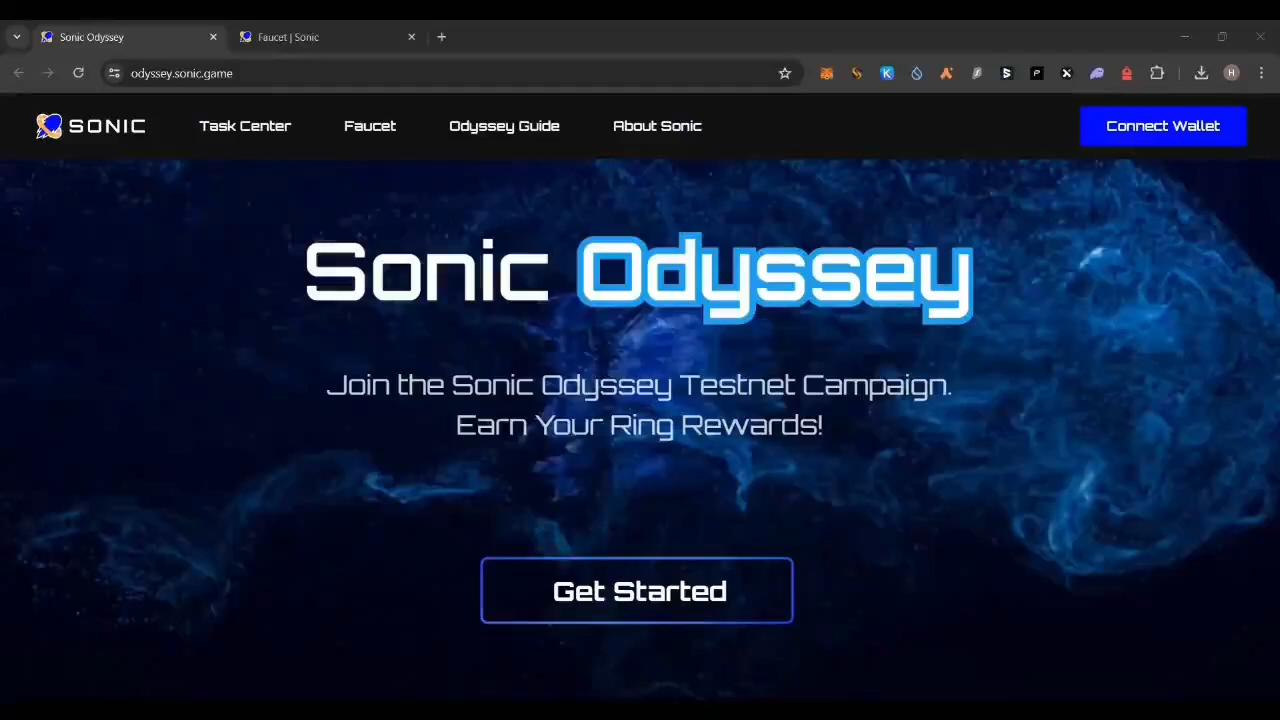 Sonic Odyssey
Faucet | Sonic
odyssey.sonic.game
H
SONIC
Task Center
Faucet
Odyssey Guide
About Sonic
Connect Wallet
Sonic Odyssey
Join the Sonic Odyssey Testnet Campaign.
Earn Your Ring Rewards!
Get Started